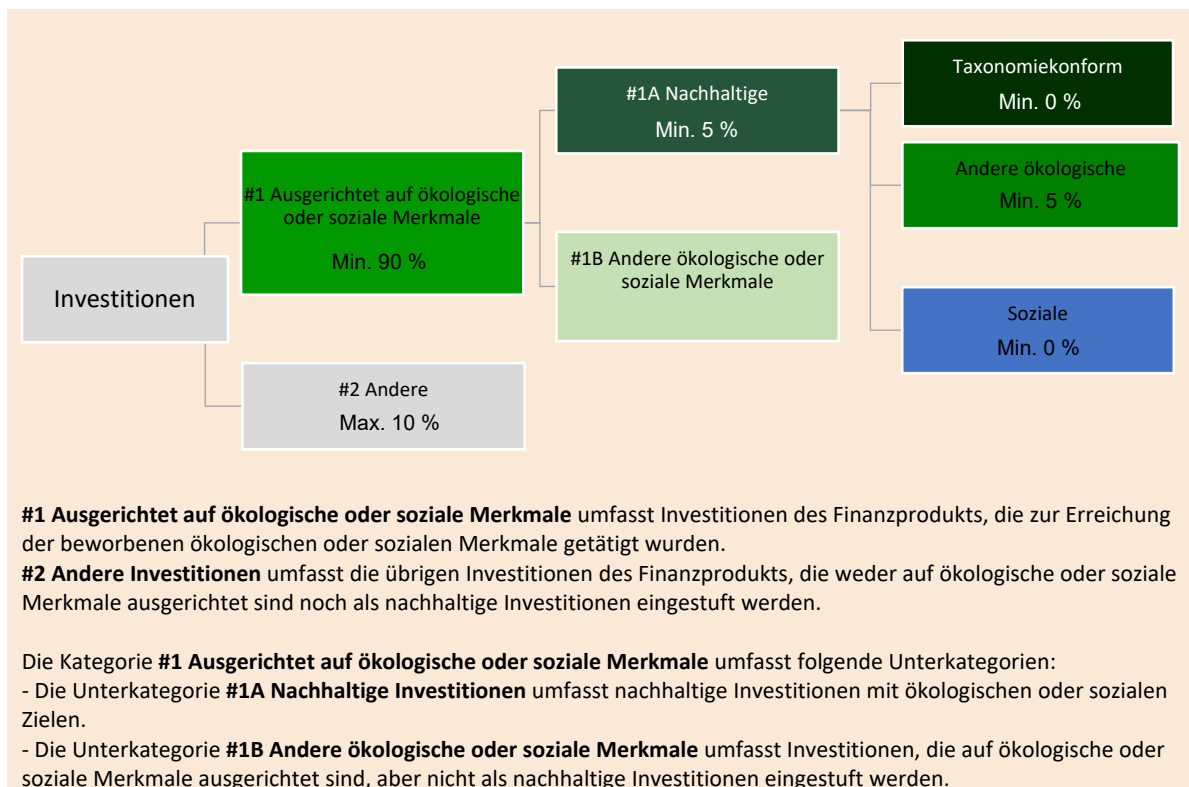 Investitionen
#1 Ausgerichtet auf ökologische
oder soziale Merkmale
Min. 90 %
#2 Andere
Max. 10 %
#1A Nachhaltige
Min. 5 %
#1B Andere ökologische oder
soziale Merkmale
Taxonomiekonform
Min. 0 %
Andere ökologische
Min. 5 %
Soziale
Min. 0 %
#1 Ausgerichtet auf ökologische oder soziale Merkmale umfasst Investitionen des Finanzprodukts, die zur Erreichung
der beworbenen ökologischen oder sozialen Merkmale getätigt wurden.
#2 Andere Investitionen umfasst die übrigen Investitionen des Finanzprodukts, die weder auf ökologische oder soziale
Merkmale ausgerichtet sind noch als nachhaltige Investitionen eingestuft werden.
Die Kategorie #1 Ausgerichtet auf ökologische oder soziale Merkmale umfasst folgende Unterkategorien:
- Die Unterkategorie #1A Nachhaltige Investitionen umfasst nachhaltige Investitionen mit ökologischen oder sozialen
Zielen.
- Die Unterkategorie #1B Andere ökologische oder soziale Merkmale umfasst Investitionen, die auf ökologische oder
soziale Merkmale ausgerichtet sind, aber nicht als nachhaltige Investitionen eingestuft werden.